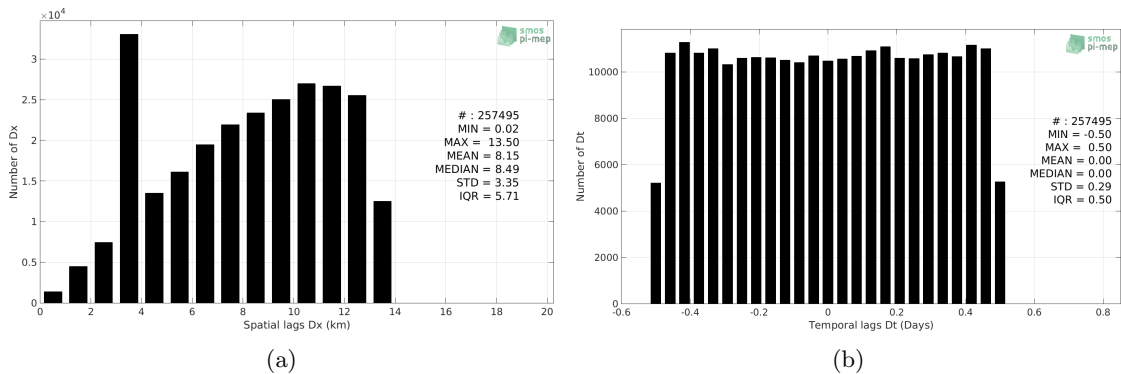 ×10⁴
3
2.5
2
1.5
1
0.5
0
Number of Dx
0 2 4 6 8 10 12 14 16 18 20
Spatial lags Dx (km)
smos
pi-mep
# : 257495
MIN = 0.02
MAX = 13.50
MEAN = 8.15
MEDIAN = 8.49
STD = 3.35
IQR = 5.71
(a)
10000
8000
6000
4000
2000
0
Number of Dt
-0.6 -0.4 -0.2 0 0.2 0.4 0.6 0.8
Temporal lags Dt (Days)
smos
pi-mep
# : 257495
MIN = -0.50
MAX = 0.50
MEAN = 0.00
MEDIAN = 0.00
STD = 0.29
IQR = 0.50
(b)